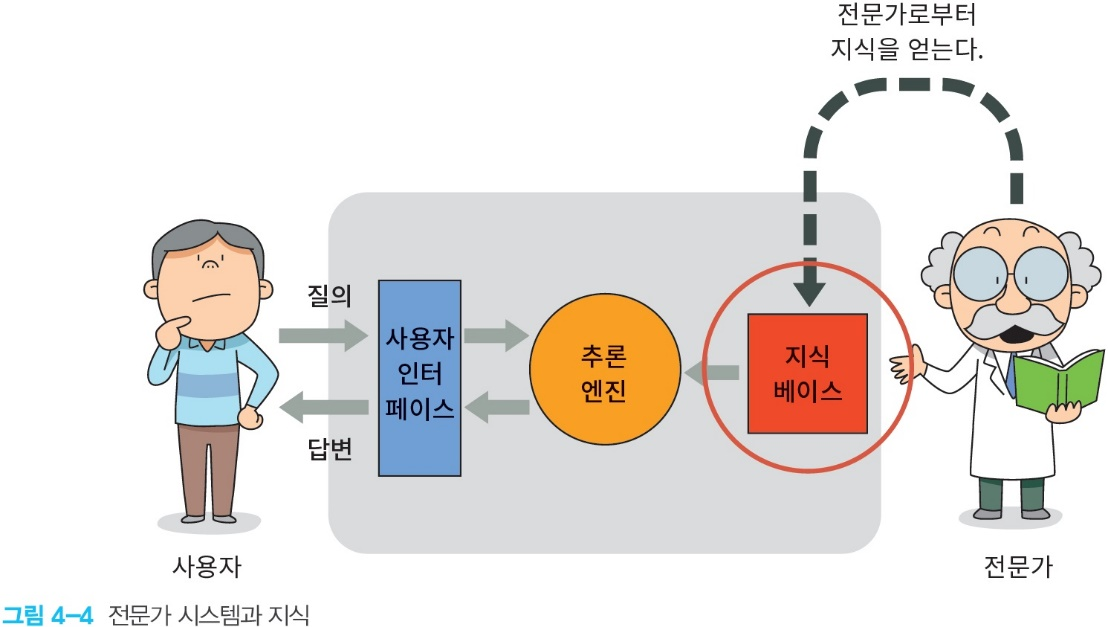 전문가로부터
지식을 얻는다.
질의
사용자
인터
페이스
추론
엔진
지식
베이스
답변
사용자
전문가
그림 4-4 전문가 시스템과 지식